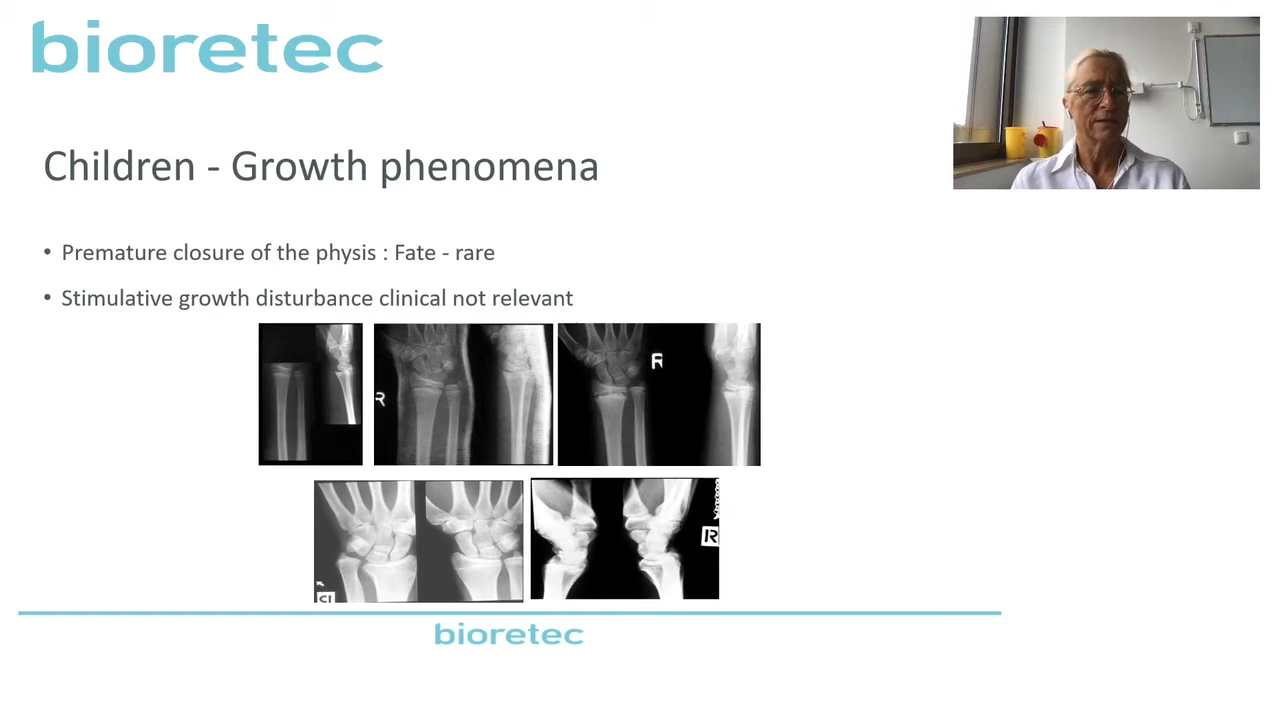 bioretec
Children - Growth phenomena
• Premature closure of the physis : Fate - rare
• Stimulative growth disturbance clinical not relevant
R
R
R
bioretec